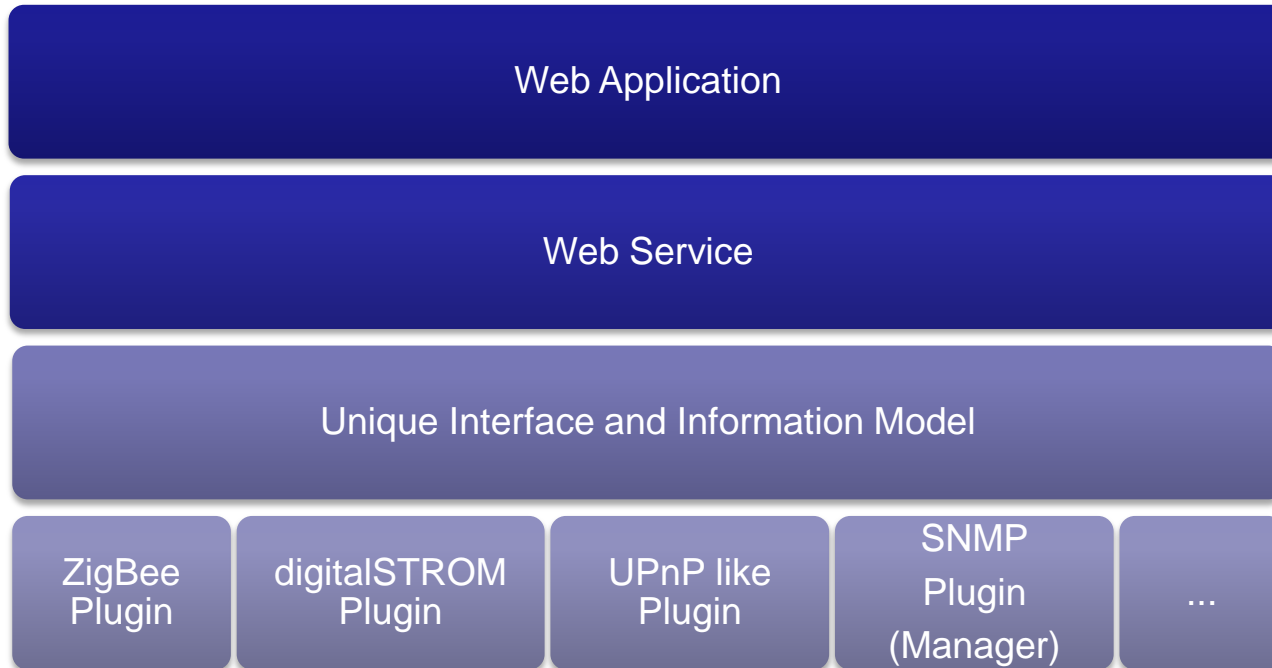 Web Application
Web Service
Unique Interface and Information Model
ZigBee
Plugin
digitalSTROM
Plugin
UPnP like
Plugin
SNMP
Plugin
(Manager)
...